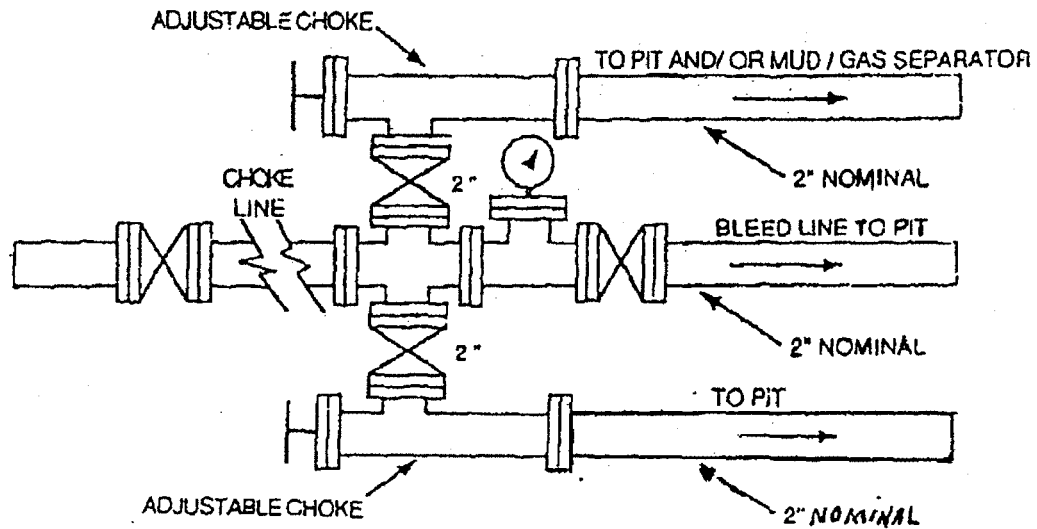 ADJUSTABLE CHOKE
TO PIT AND/ OR MUD / GAS SEPARATOR
2" NOMINAL
2"
CHOKE
LINE
BLEED LINE TO PIT
2" NOMINAL
2"
TO PIT
ADJUSTABLE CHOKE
2" NOMINAL